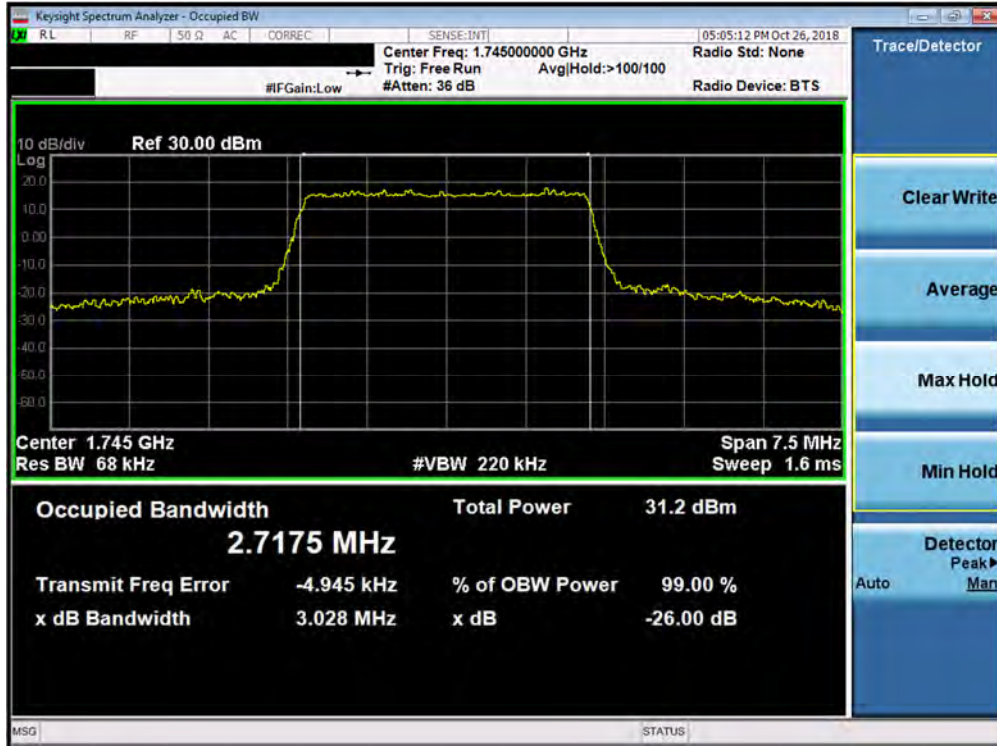 Keysight Spectrum Analyzer - Occupied BW
LXI RL RF 50 Ω AC CORREC SENSE:INT 05:05:12 PM Oct 26, 2018
Center Freq: 1.745000000 GHz Radio Std: None
Trig: Free Run Avg|Hold:>100/100
#IFGain:Low #Atten: 36 dB Radio Device: BTS
Trace/Detector
10 dB/div Ref 30.00 dBm
Log
20.0
10.0
0.00
-10.0
-20.0
-30.0
-40.0
-50.0
-60.0
Center 1.745 GHz Span 7.5 MHz
Res BW 68 kHz #VBW 220 kHz Sweep 1.6 ms
Occupied Bandwidth Total Power 31.2 dBm
2.7175 MHz
Transmit Freq Error -4.945 kHz % of OBW Power 99.00 %
x dB Bandwidth 3.028 MHz x dB -26.00 dB
Clear Write
Average
Max Hold
Min Hold
Detector
Peak▶
Auto Man
MSG STATUS